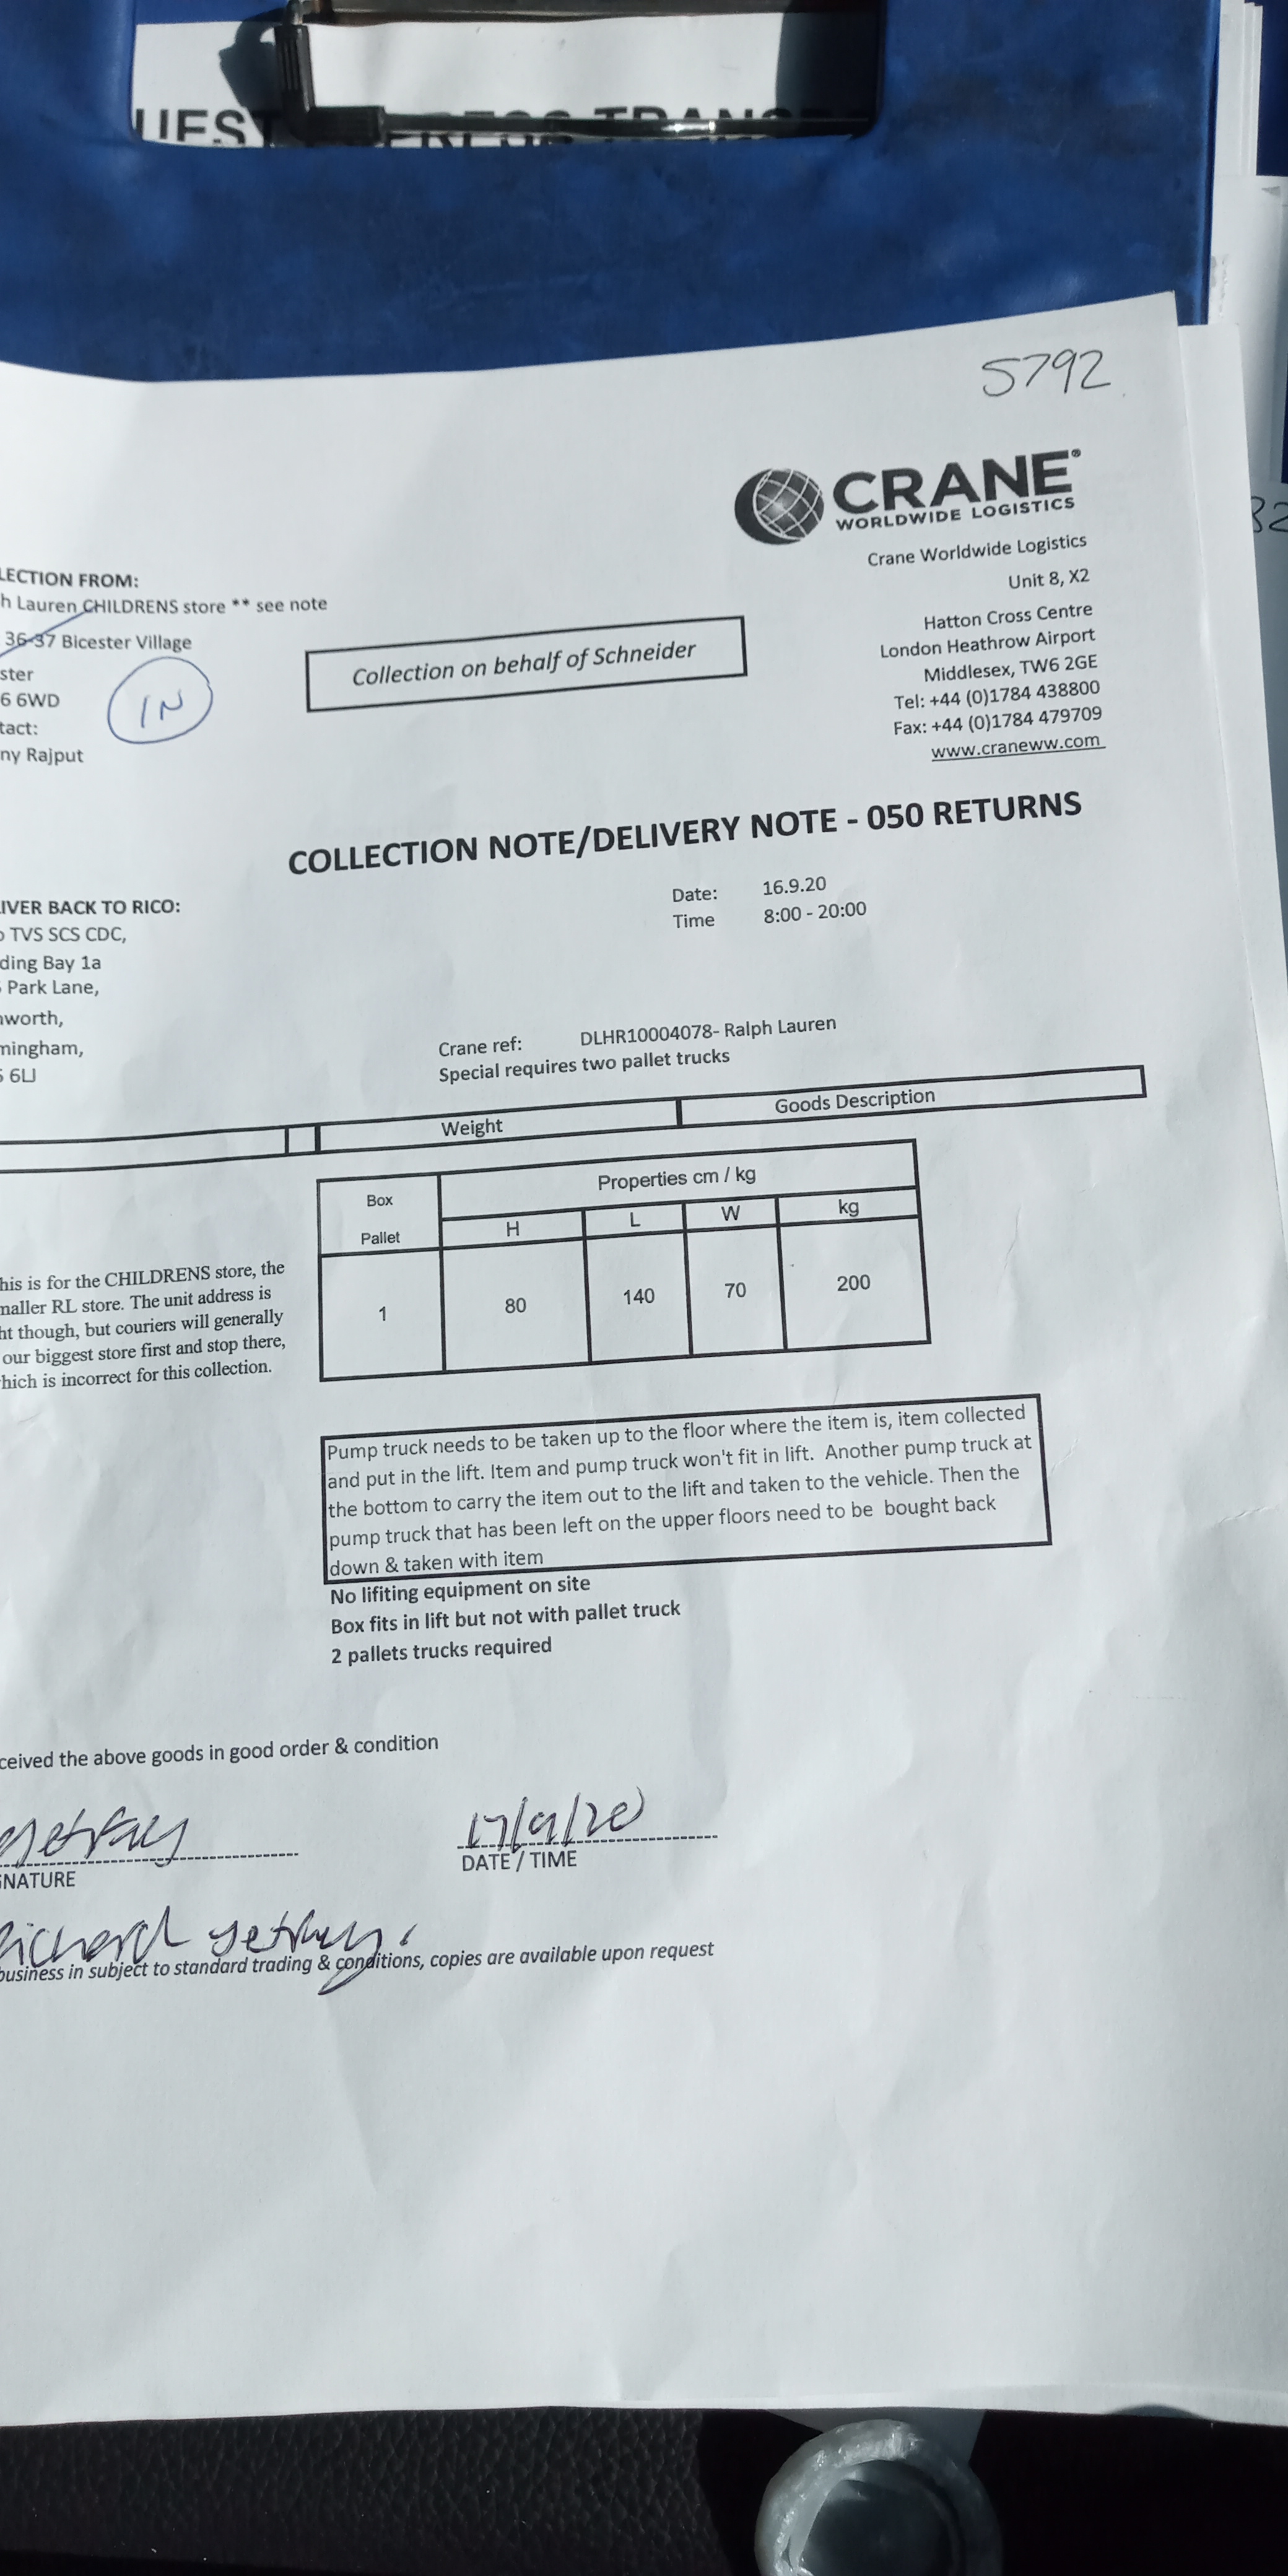 5792
CRANE®
WORLDWIDE LOGISTICS
Crane Worldwide Logistics
Unit 8, X2
Hatton Cross Centre
London Heathrow Airport
Middlesex, TW6 2GE
Tel: +44 (0)1784 438800
Fax: +44 (0)1784 479709
www.craneww.com
LECTION FROM:
h Lauren CHILDRENS store ** see note
36-37 Bicester Village
ster
6 6WD
tact:
ny Rajput
IN
Collection on behalf of Schneider
COLLECTION NOTE/DELIVERY NOTE - 050 RETURNS
Date: 16.9.20
Time 8:00 - 20:00
IVER BACK TO RICO:
TVS SCS CDC,
ding Bay 1a
Park Lane,
worth,
mingham,
6LJ
Crane ref: DLHR10004078- Ralph Lauren
Special requires two pallet trucks
Weight Goods Description
Box Pallet Properties cm / kg
H L W kg
1 80 140 70 200
his is for the CHILDRENS store, the
maller RL store. The unit address is
ht though, but couriers will generally
our biggest store first and stop there,
hich is incorrect for this collection.
Pump truck needs to be taken up to the floor where the item is, item collected
and put in the lift. Item and pump truck won't fit in lift. Another pump truck at
the bottom to carry the item out to the lift and taken to the vehicle. Then the
pump truck that has been left on the upper floors need to be bought back
down & taken with item
No lifiting equipment on site
Box fits in lift but not with pallet truck
2 pallets trucks required
ceived the above goods in good order & condition
17/9/20
NATURE DATE / TIME
Richard
business in subject to standard trading & conditions, copies are available upon request